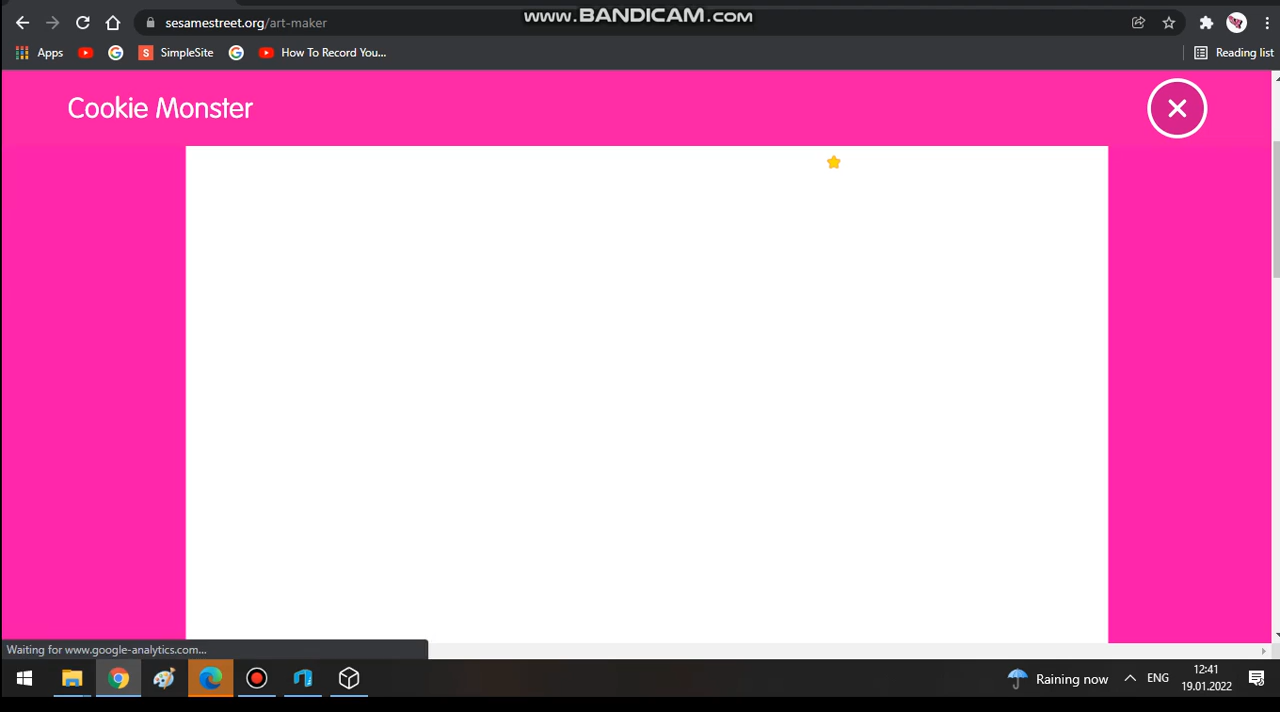 www.BANDICAM.com
sesamestreet.org/art-maker
Apps SimpleSite How To Record You... Reading list
Cookie Monster
Waiting for www.google-analytics.com...
Raining now ENG 12:41
19.01.2022